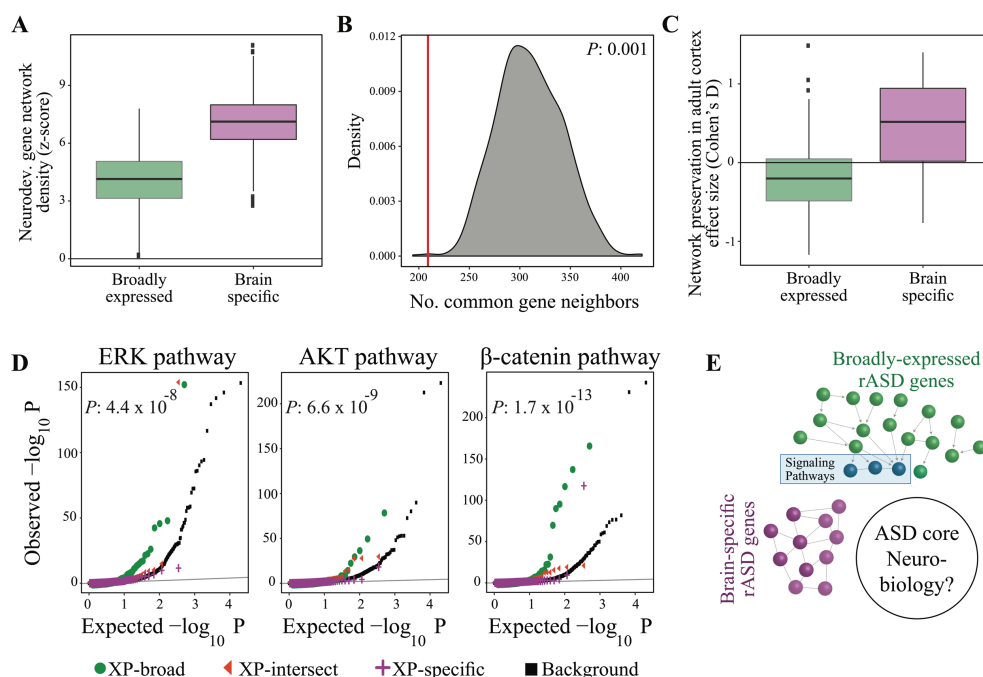 A
Neurodev. gene network
density (z-score)
9
6
3
0
Broadly
expressed
Brain
specific
B
P: 0.001
Density
0.012
0.009
0.006
0.003
0.000
200
250
300
350
400
No. common gene neighbors
C
Network preservation in adult cortex
effect size (Cohen's D)
1
0
-1
Broadly
expressed
Brain
specific
D
Observed −log10 P
ERK pathway
P: 4.4 x 10-8
150
100
50
0
0
1
2
3
4
Expected −log10 P
AKT pathway
P: 6.6 x 10-9
200
150
100
50
0
0
1
2
3
4
Expected −log10 P
β-catenin pathway
P: 1.7 x 10-13
200
150
100
50
0
0
1
2
3
4
Expected −log10 P
XP-broad
XP-intersect
XP-specific
Background
E
Broadly-expressed
rASD genes
Signaling
Pathways
Brain-specific
rASD genes
ASD core
Neuro-
biology?